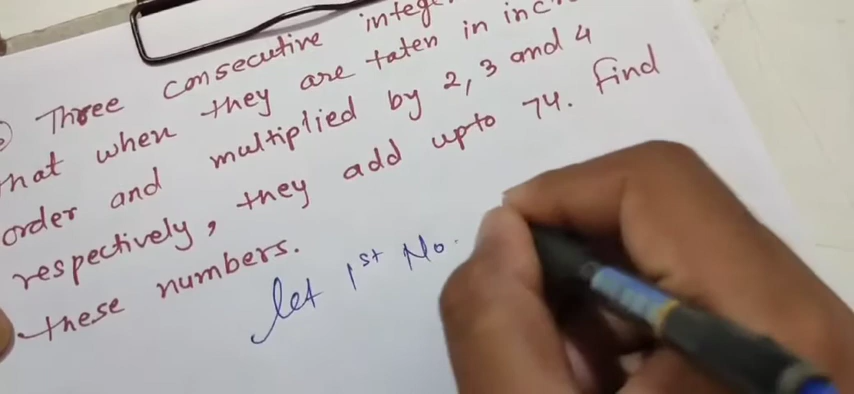 Three consecutive
that when they are taten in
order and multiplied by 2, 3 and 4
respectively, they add upto 74. Find
these numbers.
let 1st No.